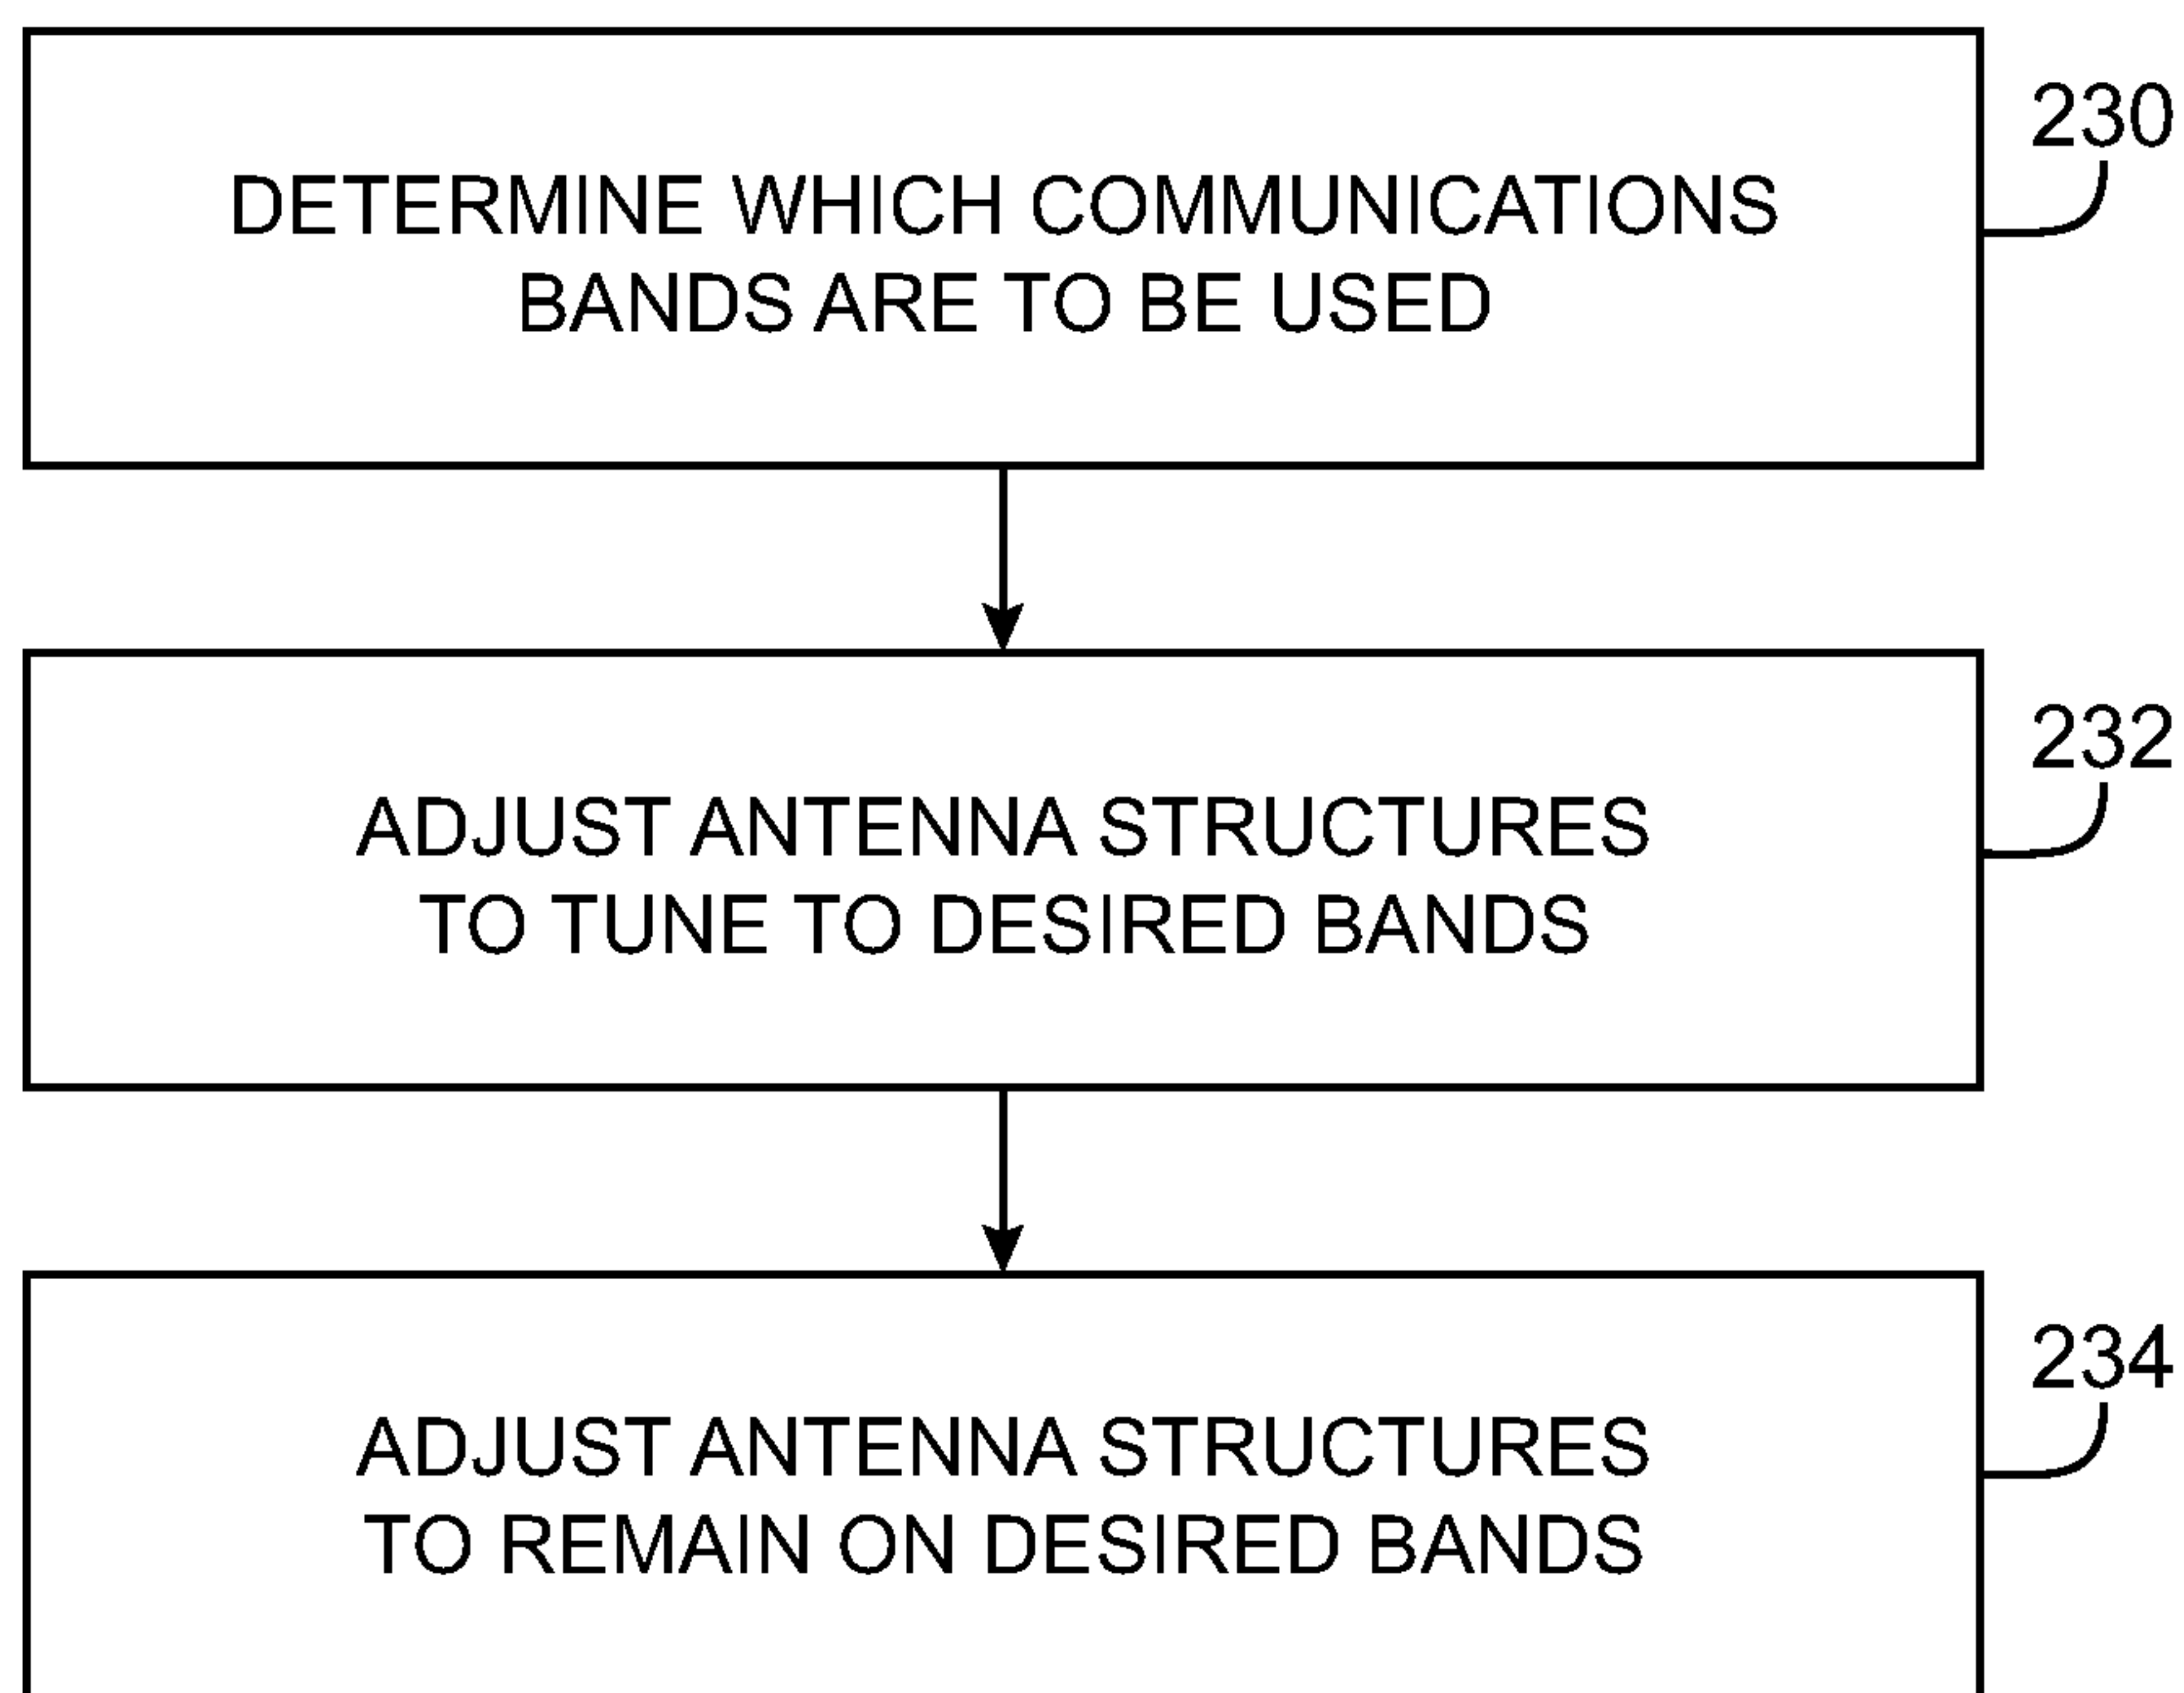 230
DETERMINE WHICH COMMUNICATIONS
BANDS ARE TO BE USED
232
ADJUST ANTENNA STRUCTURES
TO TUNE TO DESIRED BANDS
234
ADJUST ANTENNA STRUCTURES
TO REMAIN ON DESIRED BANDS